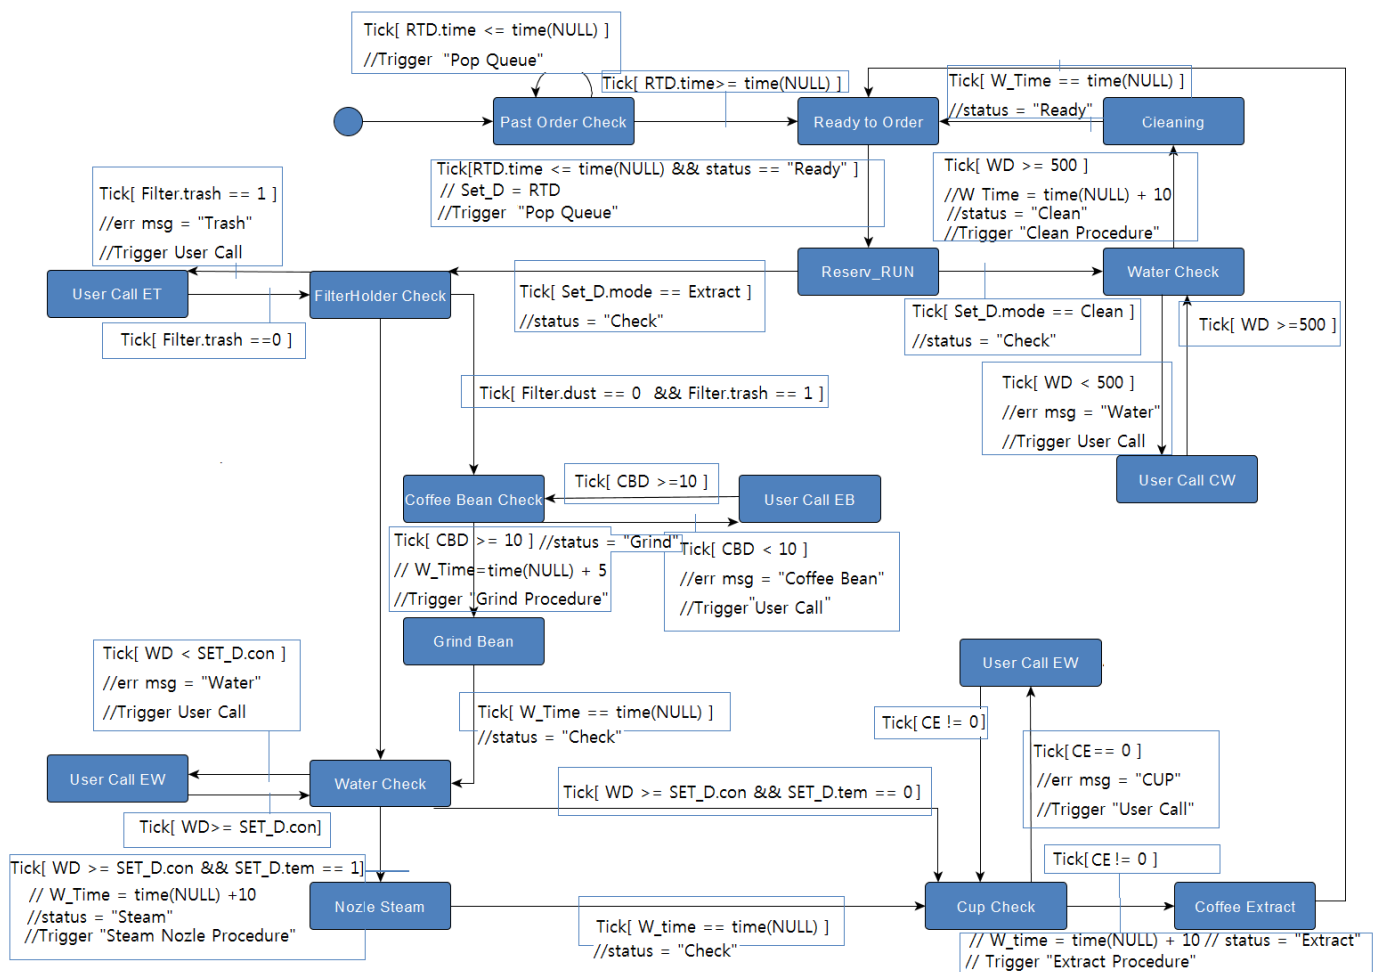 Tick[ RTD.time <= time(NULL) ]
//Trigger "Pop Queue"
Tick[ RTD.time>= time(NULL) ]
Tick[ W_Time == time(NULL) ]
//status = "Ready"
Past Order Check
Ready to Order
Cleaning
Tick[RTD.time <= time(NULL) && status == "Ready" ]
// Set_D = RTD
//Trigger "Pop Queue"
Tick[ WD >= 500 ]
//W Time = time(NULL) + 10
//status = "Clean"
//Trigger "Clean Procedure"
Tick[ Filter.trash == 1 ]
//err msg = "Trash"
//Trigger User Call
User Call ET
FilterHolder Check
Reserv_RUN
Water Check
Tick[ Filter.trash ==0 ]
Tick[ Set_D.mode == Extract ]
//status = "Check"
Tick[ Set_D.mode == Clean ]
//status = "Check"
Tick[ WD >=500 ]
Tick[ Filter.dust == 0 && Filter.trash == 1 ]
Tick[ WD < 500 ]
//err msg = "Water"
//Trigger User Call
User Call CW
Coffee Bean Check
Tick[ CBD >=10 ]
User Call EB
Tick[ CBD >= 10 ] //status = "Grind"
// W_Time=time(NULL) + 5
//Trigger "Grind Procedure"
Tick[ CBD < 10 ]
//err msg = "Coffee Bean"
//Trigger "User Call"
Grind Bean
Tick[ WD < SET_D.con ]
//err msg = "Water"
//Trigger User Call
User Call EW
Tick[ W_Time == time(NULL) ]
//status = "Check"
Tick[ CE != 0]
Tick[ CE== 0 ]
//err msg = "CUP"
//Trigger "User Call"
User Call EW
Water Check
Tick[ WD >= SET_D.con && SET_D.tem == 0]
Tick[ WD>= SET_D.con]
Tick[ CE != 0 ]
Tick[ WD >= SET_D.con && SET_D.tem == 1]
// W_Time = time(NULL) +10
//status = "Steam"
//Trigger "Steam Nozle Procedure"
Nozle Steam
Tick[ W_time == time(NULL) ]
//status = "Check"
Cup Check
Coffee Extract
// W_time = time(NULL) + 10 // status = "Extract"
// Trigger "Extract Procedure"